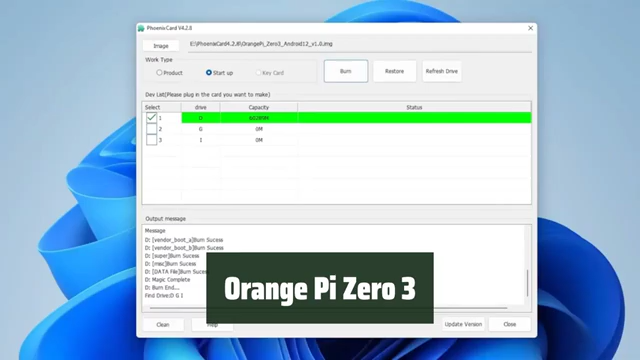 PhoenixCard V4.2.8
Image
E:\PhoenixCard4.2.8\OrangePi_Zero3_Android12_v1.0.img
Work Type
Product
Start up
Key Card
Burn
Restore
Refresh Drive
Dev List(Please plug in the card you want to make)
Select drive Capacity Status
1 D
2 G 0M
3 I 0M
Output message
Message
D: [vendor_boot_a]Burn Sucess
D: [vendor_boot_b]Burn Sucess
D: [super]Burn Sucess
D: [misc]Burn Sucess
D: [DATA File]Burn Sucess
D: Magic Complete
D: Burn End...
Find Drive:D G I
Orange Pi Zero 3
Clean
Help
Update Version
Close